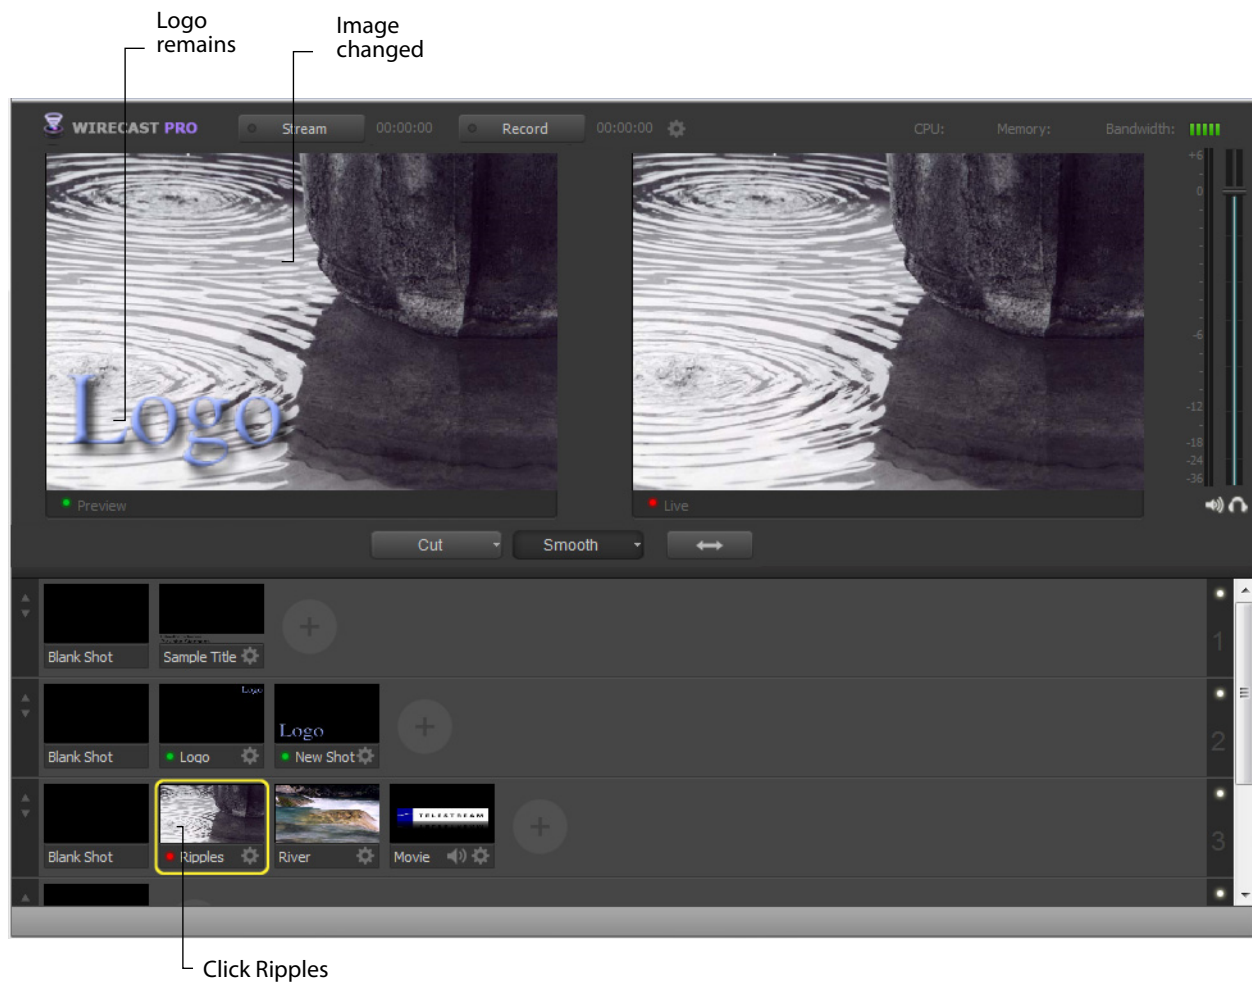 Logo
remains
Image
changed
WIRECAST PRO
Stream
00:00:00
Record
00:00:00
CPU:
Memory:
Bandwidth:
+6
0
-6
-12
-18
-24
-36
Logo
Preview
Live
Cut
Smooth
Blank Shot
Sample Title
1
Logo
Logo
Blank Shot
Logo
New Shot
2
TELESTREAM
Blank Shot
Ripples
River
Movie
3
Click Ripples